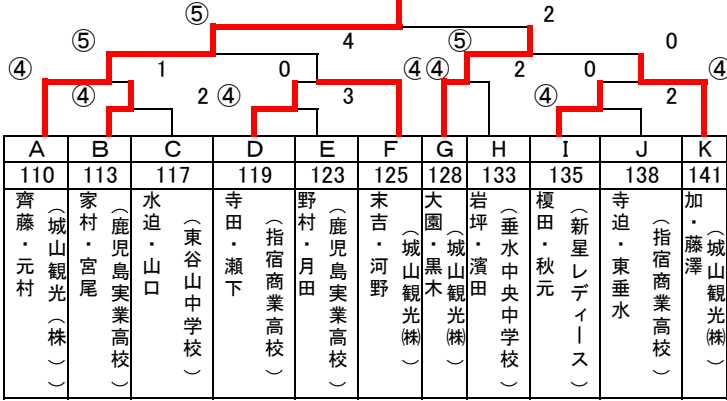 ⑤ 2
⑤ 4 ⑤ 0
④ 1 0 ④ ④ 2 0 ④
④ 2 ④ 3 ④ 2
A B C D E F G H I J K
110 113 117 119 123 125 128 133 135 138 141
齊藤・元村
（城山観光（株））
家村・宮尾
（鹿児島実業高校）
水迫・山口
（東谷山中学校）
寺田・瀬下
（指宿商業高校）
野村・月田
（鹿児島実業高校）
末吉・河野
（城山観光㈱）
大園・黒木
（城山観光㈱）
岩坪・濱田
（垂水中央中学校）
榎田・秋元
（新星レディース）
寺迫・東垂水
（指宿商業高校）
加・藤澤
（城山観光㈱）